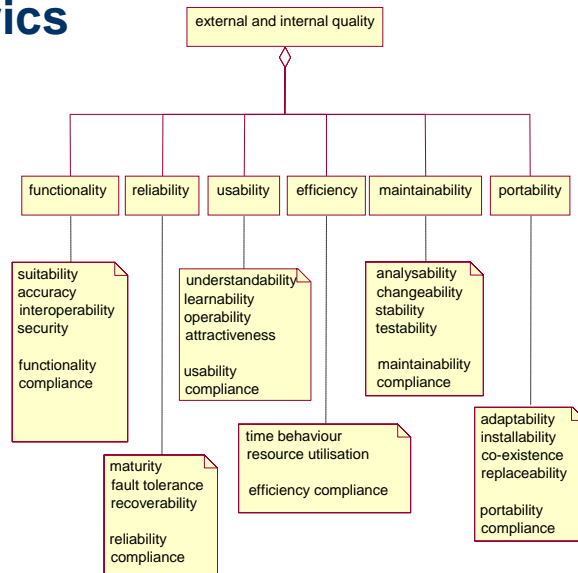 external and internal quality
functionality
reliability
usability
efficiency
maintainability
portability
suitability
accuracy
interoperability
security
functionality
compliance
understandability
learnability
operability
attractiveness
usability
compliance
analysability
changeability
stability
testability
maintainability
compliance
maturity
fault tolerance
recoverability
reliability
compliance
time behaviour
resource utilisation
efficiency compliance
adaptability
installability
co-existence
replaceability
portability
compliance